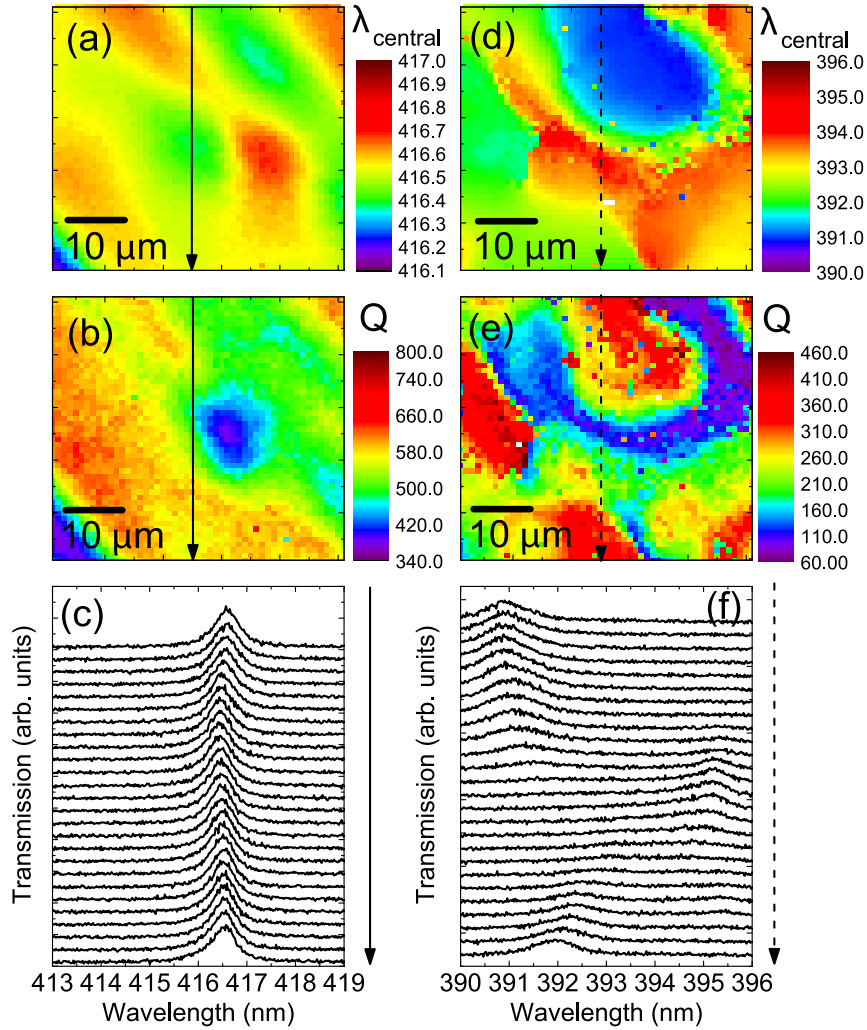 (a)
λcentral
417.0
416.9
416.8
416.7
416.6
416.5
416.4
416.3
416.2
416.1
10 μm
(d)
λcentral
396.0
395.0
394.0
393.0
392.0
391.0
390.0
10 μm
(b)
Q
800.0
740.0
660.0
580.0
500.0
420.0
340.0
10 μm
(e)
Q
460.0
410.0
360.0
310.0
260.0
210.0
160.0
110.0
60.00
10 μm
(c)
Transmission (arb. units)
413 414 415 416 417 418 419
Wavelength (nm)
(f)
Transmission (arb. units)
390 391 392 393 394 395 396
Wavelength (nm)